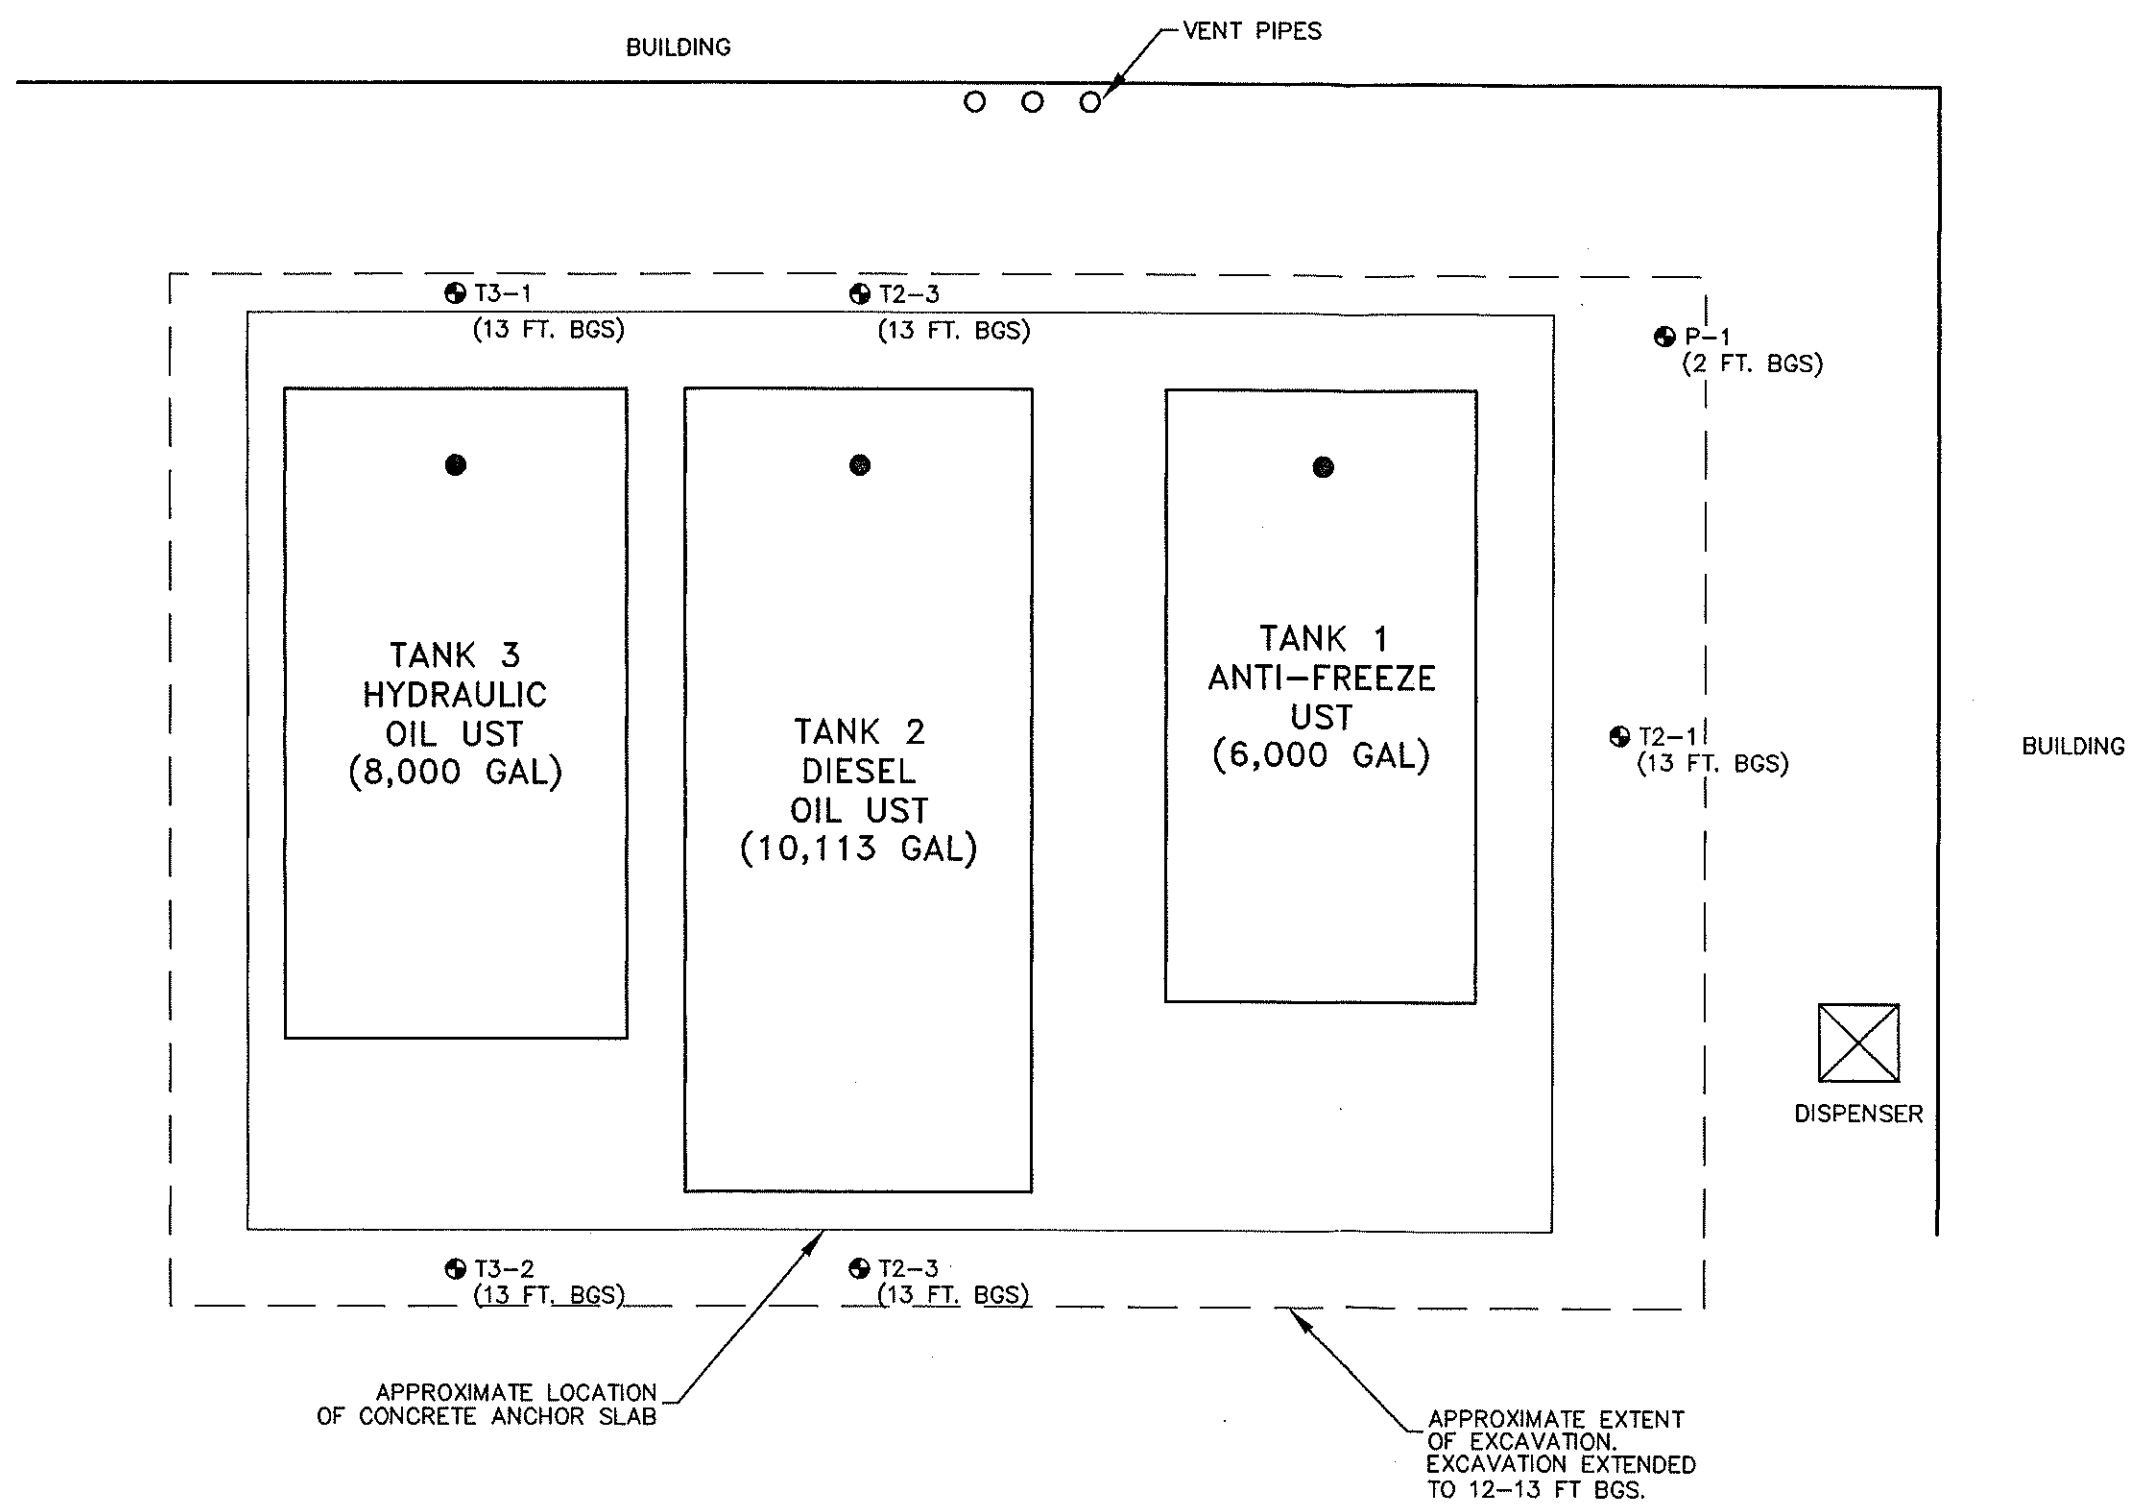 BUILDING
VENT PIPES
T3-1
(13 FT. BGS)
T2-3
(13 FT. BGS)
P-1
(2 FT. BGS)
TANK 3
HYDRAULIC
OIL UST
(8,000 GAL)
TANK 2
DIESEL
OIL UST
(10,113 GAL)
TANK 1
ANTI-FREEZE
UST
(6,000 GAL)
T2-1
(13 FT. BGS)
BUILDING
DISPENSER
T3-2
(13 FT. BGS)
T2-3
(13 FT. BGS)
APPROXIMATE LOCATION
OF CONCRETE ANCHOR SLAB
APPROXIMATE EXTENT
OF EXCAVATION.
EXCAVATION EXTENDED
TO 12-13 FT BGS.